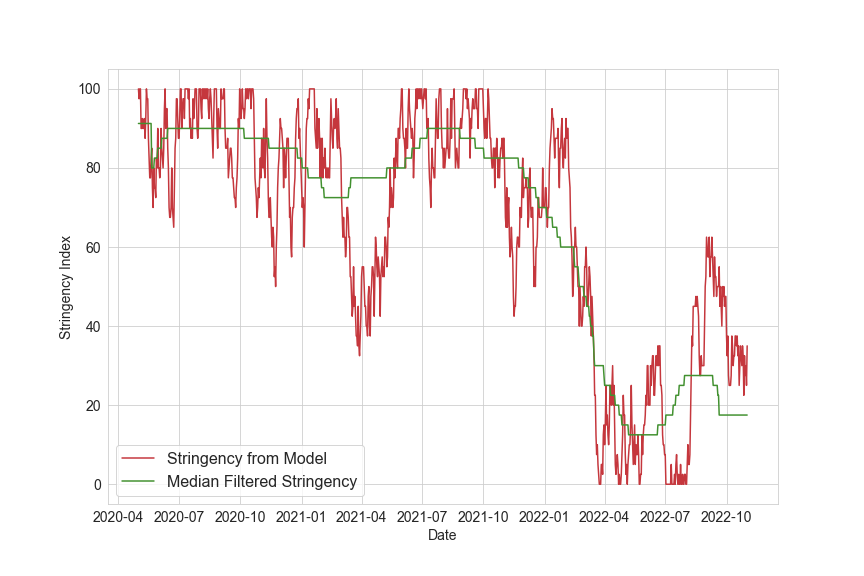 100
80
60
40
20
0
Stringency Index
Stringency from Model
Median Filtered Stringency
2020-04 2020-07 2020-10 2021-01 2021-04 2021-07 2021-10 2022-01 2022-04 2022-07 2022-10
Date